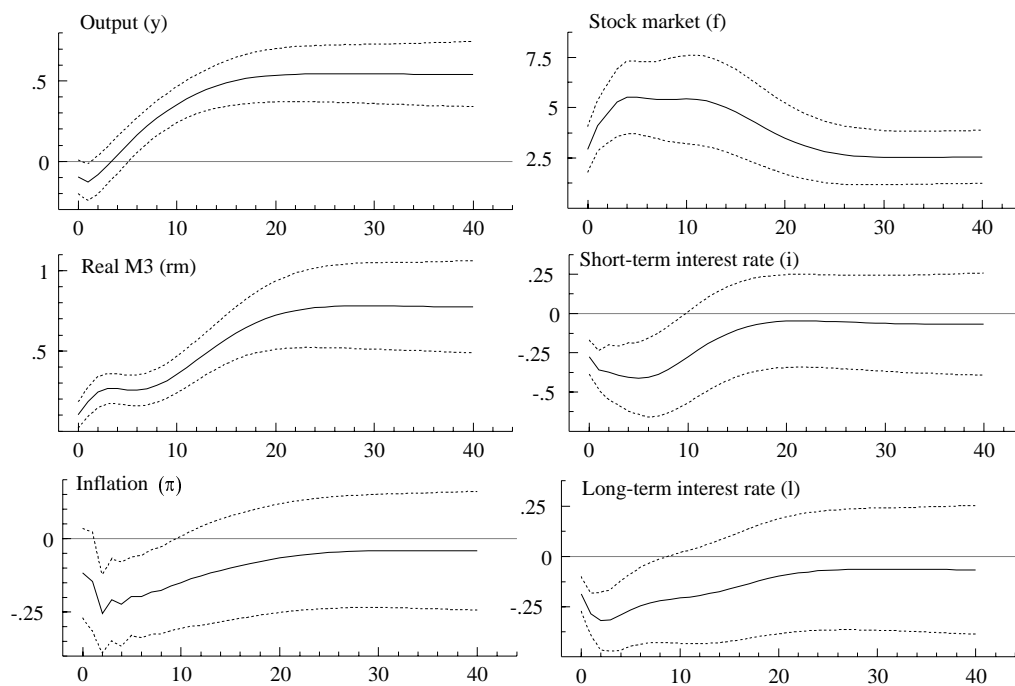 Output (y)
.5
0
0 10 20 30 40
Stock market (f)
7.5
5
2.5
0 10 20 30 40
Real M3 (rm)
1
.5
0 10 20 30 40
Short-term interest rate (i)
.25
0
-.25
-.5
0 10 20 30 40
Inflation (π)
0
-.25
0 10 20 30 40
Long-term interest rate (l)
.25
0
-.25
0 10 20 30 40